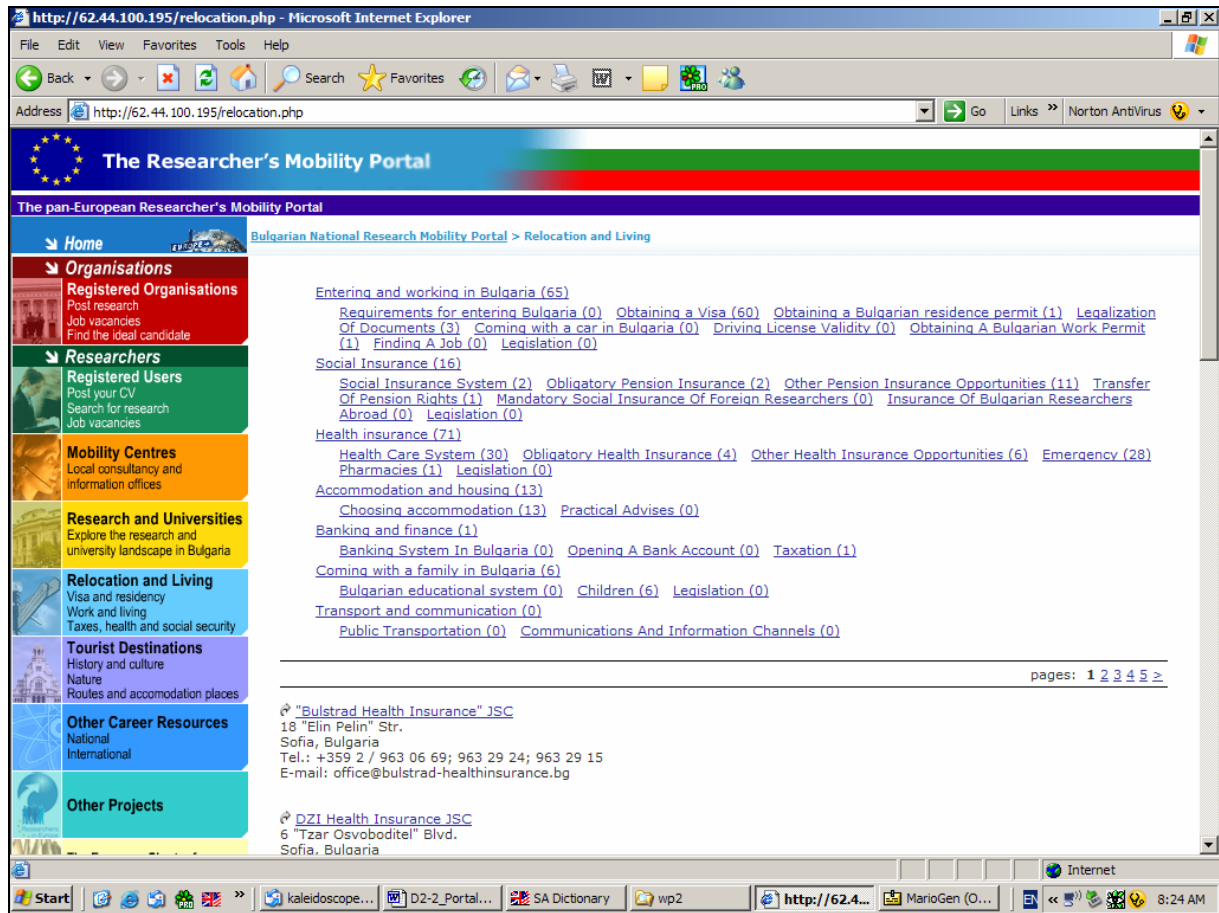 http://62.44.100.195/relocation.php - Microsoft Internet Explorer
File Edit View Favorites Tools Help
Back Search Favorites
Address http://62.44.100.195/relocation.php Go Links » Norton AntiVirus
The Researcher's Mobility Portal
The pan-European Researcher's Mobility Portal
Home
Organisations
Registered Organisations
Post research
Job vacancies
Find the ideal candidate
Researchers
Registered Users
Post your CV
Search for research
Job vacancies
Mobility Centres
Local consultancy and
information offices
Research and Universities
Explore the research and
university landscape in Bulgaria
Relocation and Living
Visa and residency
Work and living
Taxes, health and social security
Tourist Destinations
History and culture
Nature
Routes and accomodation places
Other Career Resources
National
International
Other Projects
Bulgarian National Research Mobility Portal > Relocation and Living
Entering and working in Bulgaria (65)
Requirements for entering Bulgaria (0) Obtaining a Visa (60) Obtaining a Bulgarian residence permit (1) Legalization
Of Documents (3) Coming with a car in Bulgaria (0) Driving License Validity (0) Obtaining A Bulgarian Work Permit
(1) Finding A Job (0) Legislation (0)
Social Insurance (16)
Social Insurance System (2) Obligatory Pension Insurance (2) Other Pension Insurance Opportunities (11) Transfer
Of Pension Rights (1) Mandatory Social Insurance Of Foreign Researchers (0) Insurance Of Bulgarian Researchers
Abroad (0) Legislation (0)
Health insurance (71)
Health Care System (30) Obligatory Health Insurance (4) Other Health Insurance Opportunities (6) Emergency (28)
Pharmacies (1) Legislation (0)
Accommodation and housing (13)
Choosing accommodation (13) Practical Advises (0)
Banking and finance (1)
Banking System In Bulgaria (0) Opening A Bank Account (0) Taxation (1)
Coming with a family in Bulgaria (6)
Bulgarian educational system (0) Children (6) Legislation (0)
Transport and communication (0)
Public Transportation (0) Communications And Information Channels (0)
pages: 1 2 3 4 5 >
"Bulstrad Health Insurance" JSC
18 "Elin Pelin" Str.
Sofia, Bulgaria
Tel.: +359 2 / 963 06 69; 963 29 24; 963 29 15
E-mail: office@bulstrad-healthinsurance.bg
DZI Health Insurance JSC
6 "Tzar Osvoboditel" Blvd.
Sofia, Bulgaria
Internet
Start » kaleidoscope... D2-2_Portal... SA Dictionary wp2 http://62.4... MarioGen (O... EN « 8:24 AM